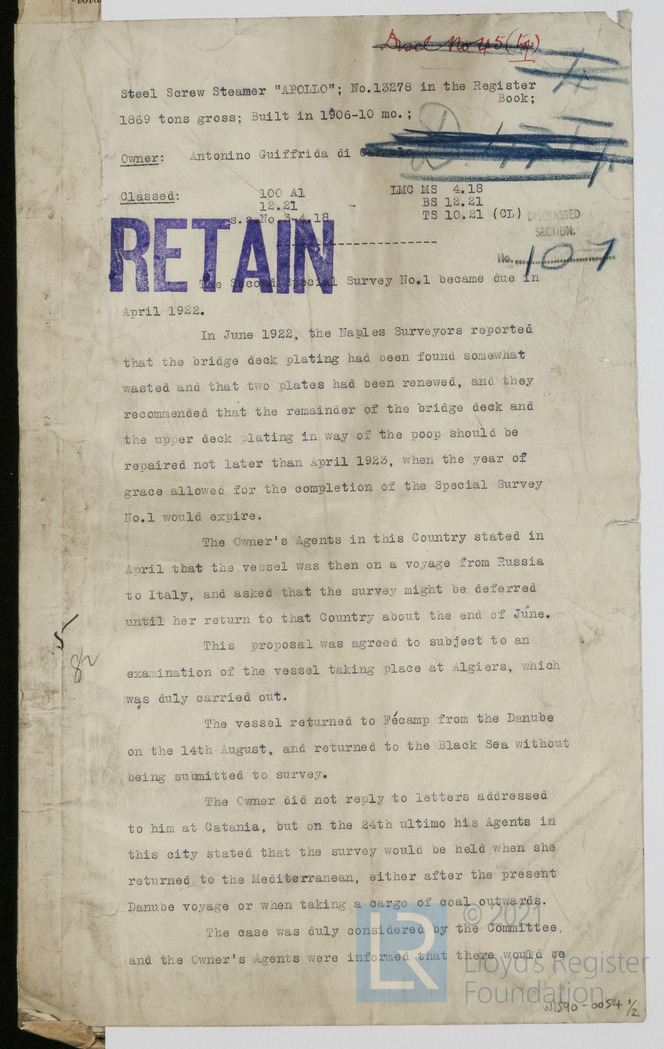 Steel Screw Steamer "APOLLO"; No.13278 in the Register
Book;
1869 tons gross; Built in 1906-10 mo.;
Owner: Antonino Guiffrida di
Classed: 100 A1 LMC MS 4.18
12.21 BS 12.21
s.s.No 3-4.18 TS 10.21 (CL)
DISCLASSED
SECTION.
No. 107
RETAIN
The Second Special Survey No.1 became due in
April 1922.
In June 1922, the Naples Surveyors reported
that the bridge deck plating had been found somewhat
wasted and that two plates had been renewed, and they
recommended that the remainder of the bridge deck and
the upper deck plating in way of the poop should be
repaired not later than April 1923, when the year of
grace allowed for the completion of the Special Survey
No.1 would expire.
The Owner's Agents in this Country stated in
April that the vessel was then on a voyage from Russia
to Italy, and asked that the survey might be deferred
until her return to that Country about the end of June.
This proposal was agreed to subject to an
examination of the vessel taking place at Algiers, which
was duly carried out.
The vessel returned to Fécamp from the Danube
on the 14th August, and returned to the Black Sea without
being submitted to survey.
The Owner did not reply to letters addressed
to him at Catania, but on the 24th ultimo his Agents in
this city stated that the survey would be held when she
returned to the Mediterranean, either after the present
Danube voyage or when taking a cargo of coal outwards.
The case was duly considered by the Committee,
and the Owner's Agents were informed that there would be
© 2021
LR
Lloyd's Register
Foundation
W1590-0054 1/2